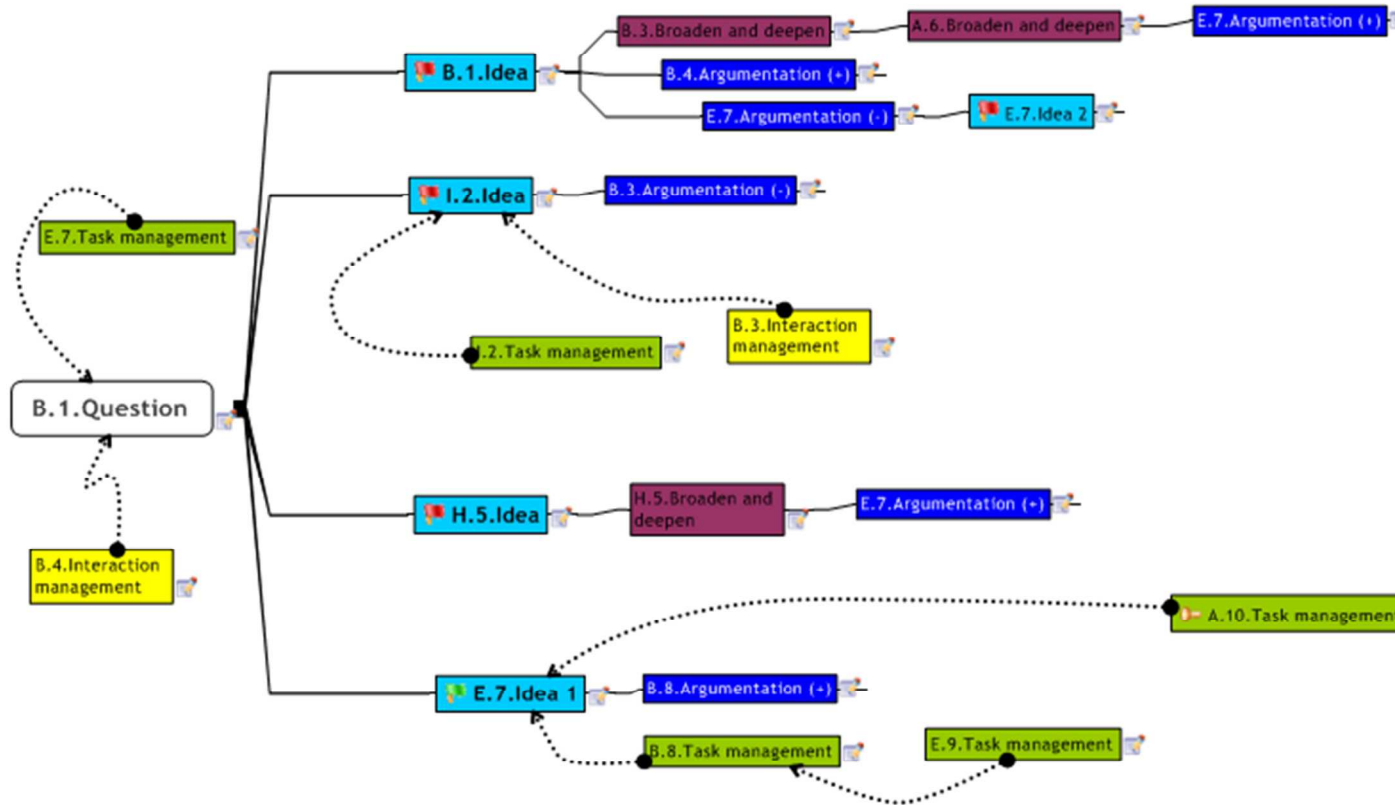 B.3.Broaden and deepen
A.6.Broaden and deepen
E.7.Argumentation (+)
B.1.Idea
B.4.Argumentation (+)
E.7.Argumentation (-)
E.7.Idea 2
I.2.Idea
B.3.Argumentation (-)
E.7.Task management
B.3.Interaction
management
I.2.Task management
B.1.Question
H.5.Idea
H.5.Broaden and
deepen
E.7.Argumentation (+)
B.4.Interaction
management
A.10.Task management
E.7.Idea 1
B.8.Argumentation (+)
B.8.Task management
E.9.Task management